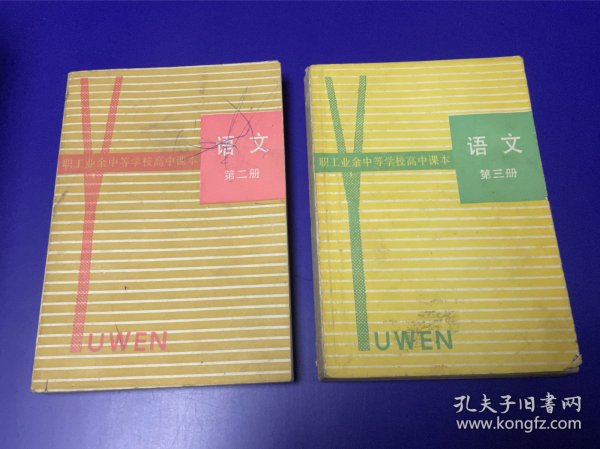 职工业余中等学校高中课本
语文
第二册
YUWEN
职工业余中等学校高中课本
语文
第三册
YUWEN
孔夫子旧书网
www.kongfz.com